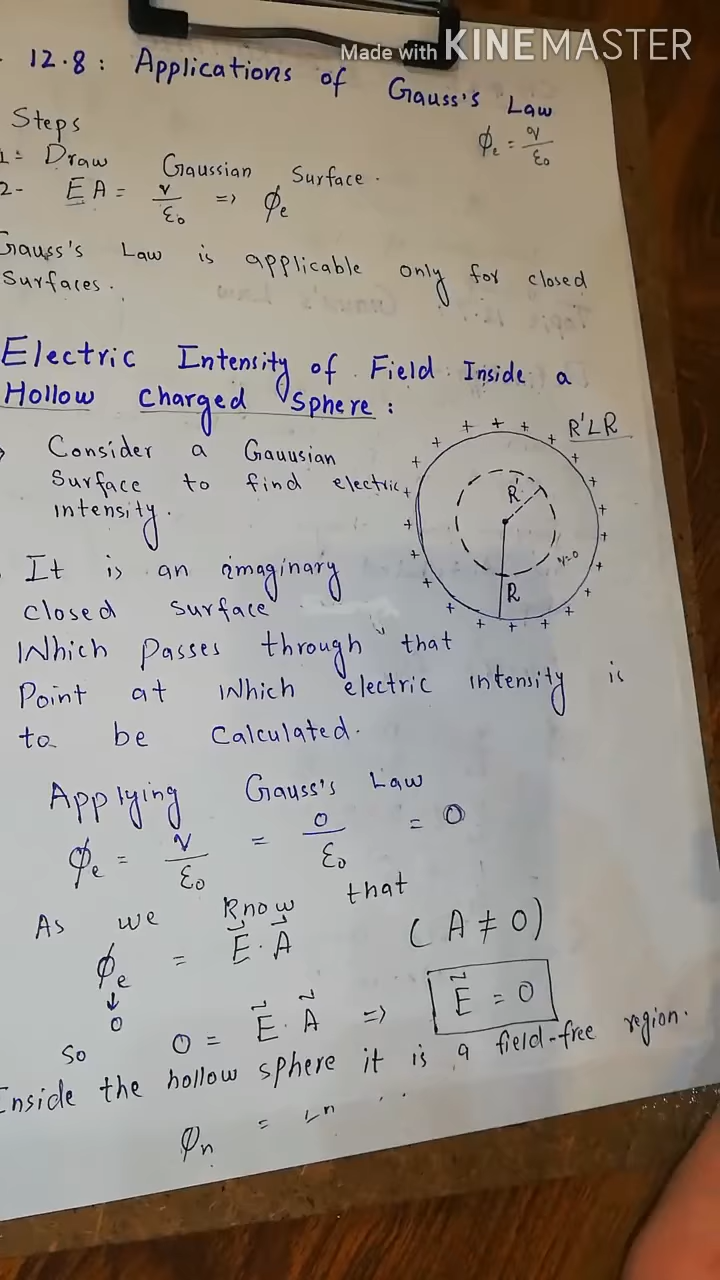 Made with KINEMASTER
12.8: Applications of Gauss's Law
Steps
ϕe = q/ε0
1= Draw Gaussian Surface.
2- EA = q/ε0 => ϕe
Gauss's Law is applicable only for closed
Surfaces.
Electric Intensity of Field Inside a
Hollow Charged Sphere:
R'<R
Consider a Gauusian
Surface to find electric
intensity.
R'
q=0
R
It is an imaginary
closed surface
Which passes through that
Point at Which electric intensity is
to be Calculated.
Applying Gauss's Law
ϕe = q/ε0 = 0/ε0 = 0
As we Know that
ϕe = E⃗ . A⃗ (A ≠ 0)
↓
0
So 0 = E⃗ . A⃗ => E⃗ = 0
Inside the hollow sphere it is a field-free region.